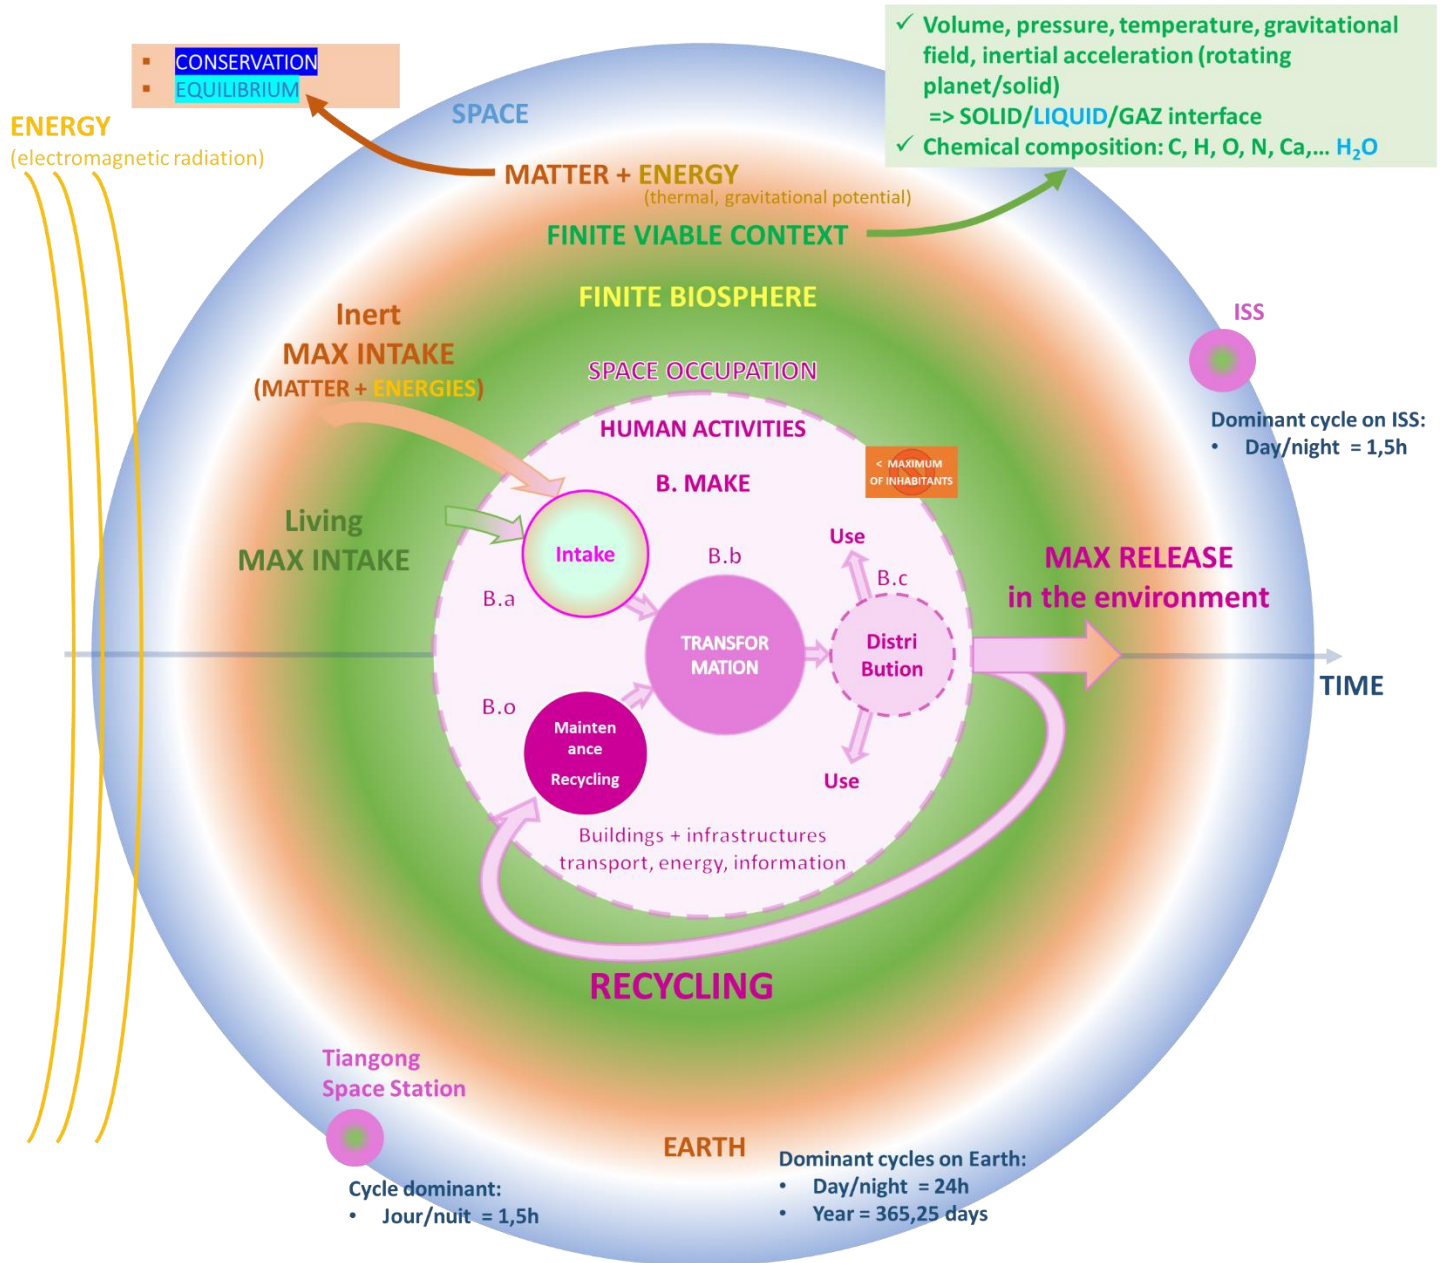 ▪ CONSERVATION
▪ EQUILIBRIUM
✓ Volume, pressure, temperature, gravitational
field, inertial acceleration (rotating
planet/solid)
=> SOLID/LIQUID/GAZ interface
✓ Chemical composition: C, H, O, N, Ca,... H₂O
ENERGY
(electromagnetic radiation)
SPACE
MATTER + ENERGY
(thermal, gravitational potential)
FINITE VIABLE CONTEXT
FINITE BIOSPHERE
Inert
MAX INTAKE
(MATTER + ENERGIES)
ISS
Dominant cycle on ISS:
• Day/night = 1,5h
SPACE OCCUPATION
HUMAN ACTIVITIES
< MAXIMUM
OF INHABITANTS
B. MAKE
Living
MAX INTAKE
Intake
B.a
B.b
Use
B.c
MAX RELEASE
in the environment
TRANSFOR
MATION
Distri
Bution
TIME
B.o
Mainten
ance
Recycling
Use
Buildings + infrastructures
transport, energy, information
RECYCLING
Tiangong
Space Station
Cycle dominant:
• Jour/nuit = 1,5h
EARTH
Dominant cycles on Earth:
• Day/night = 24h
• Year = 365,25 days